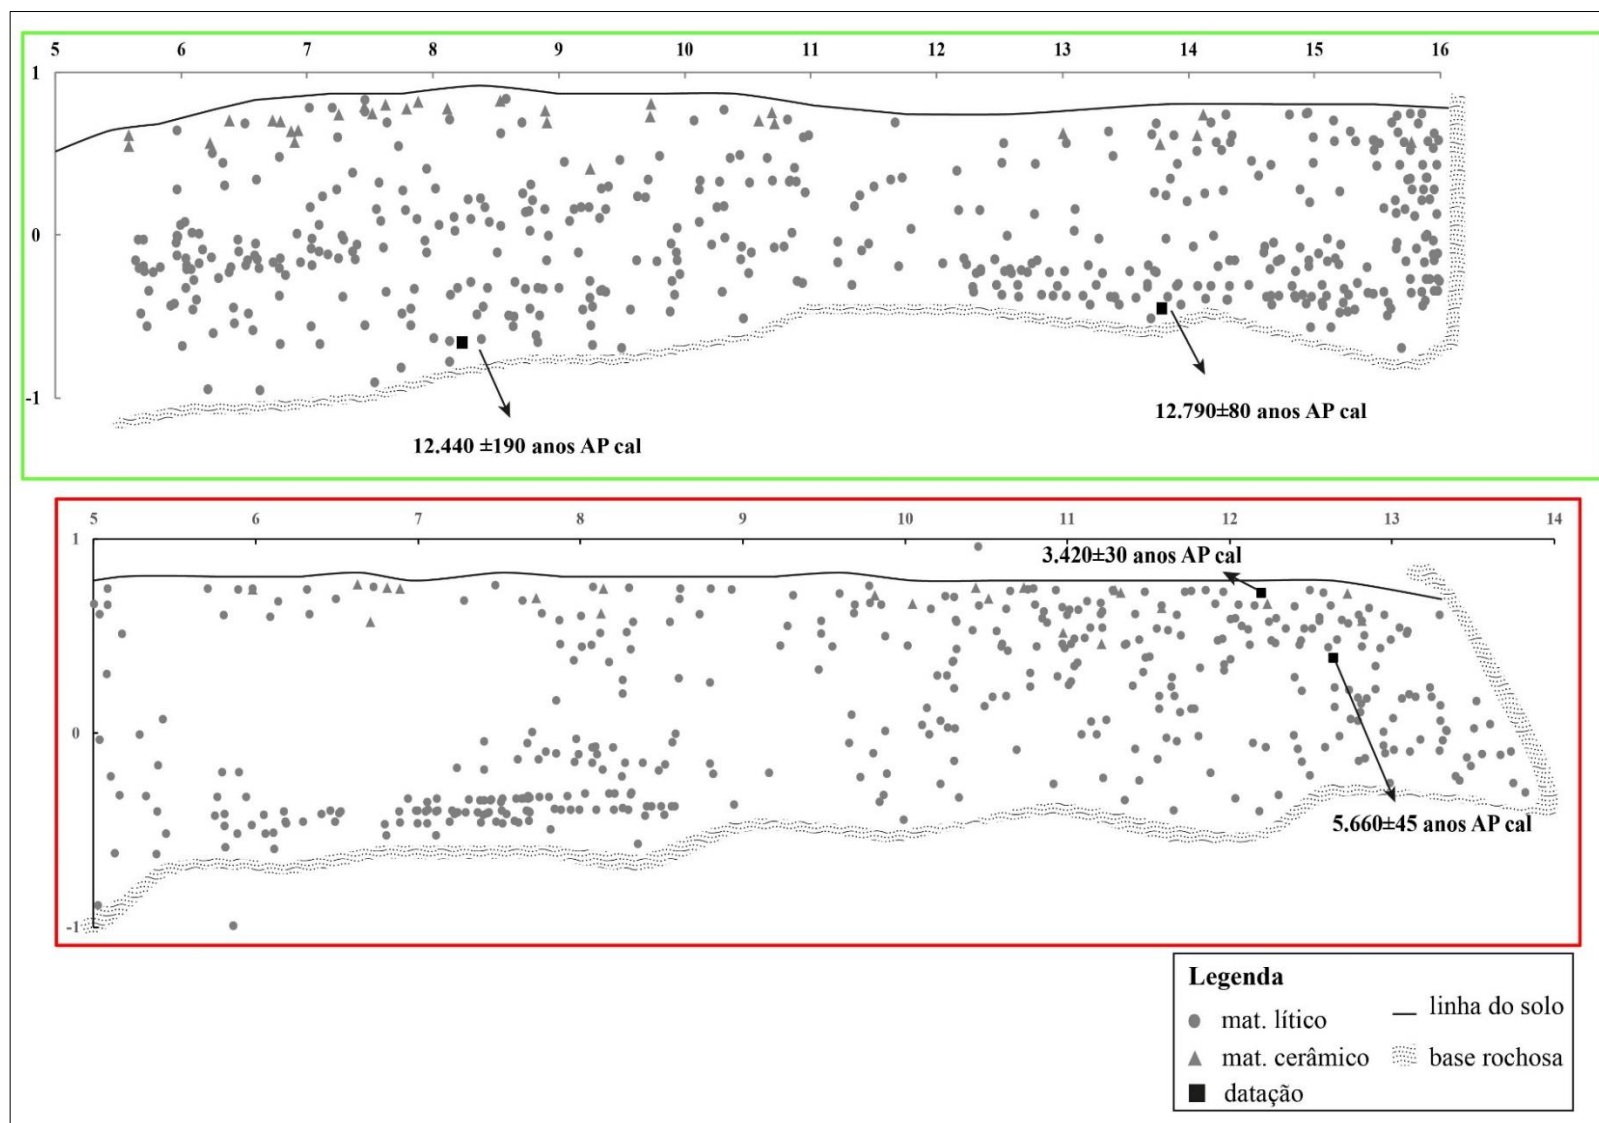 5 6 7 8 9 10 11 12 13 14 15 16
1
0
-1
12.440 ±190 anos AP cal
12.790±80 anos AP cal
5 6 7 8 9 10 11 12 13 14
1
3.420±30 anos AP cal
0
5.660±45 anos AP cal
-1
Legenda
mat. lítico
linha do solo
mat. cerâmico
base rochosa
datação